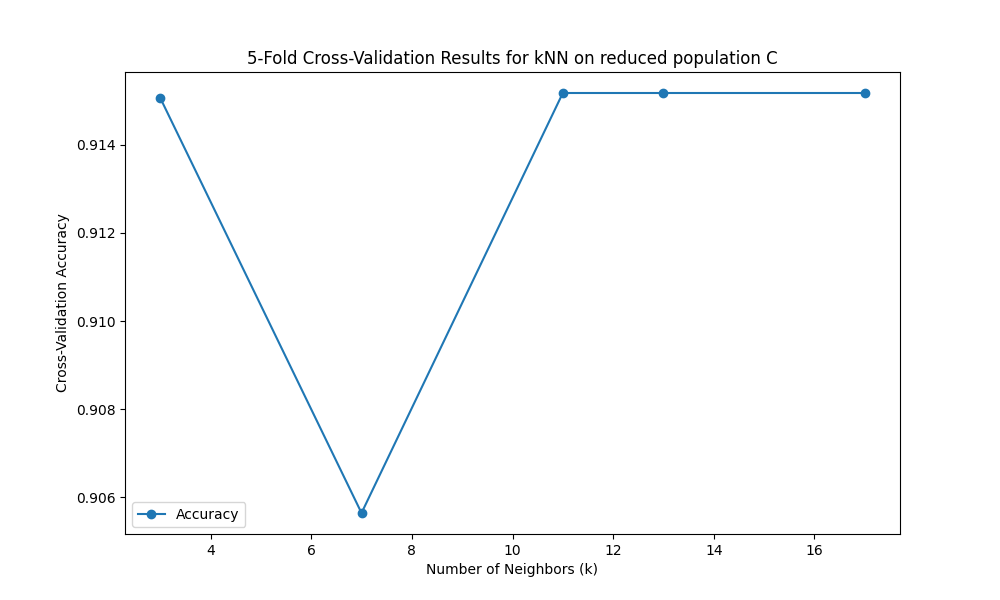 5-Fold Cross-Validation Results for kNN on reduced population C
Cross-Validation Accuracy
0.914
0.912
0.910
0.908
0.906
Accuracy
4 6 8 10 12 14 16
Number of Neighbors (k)